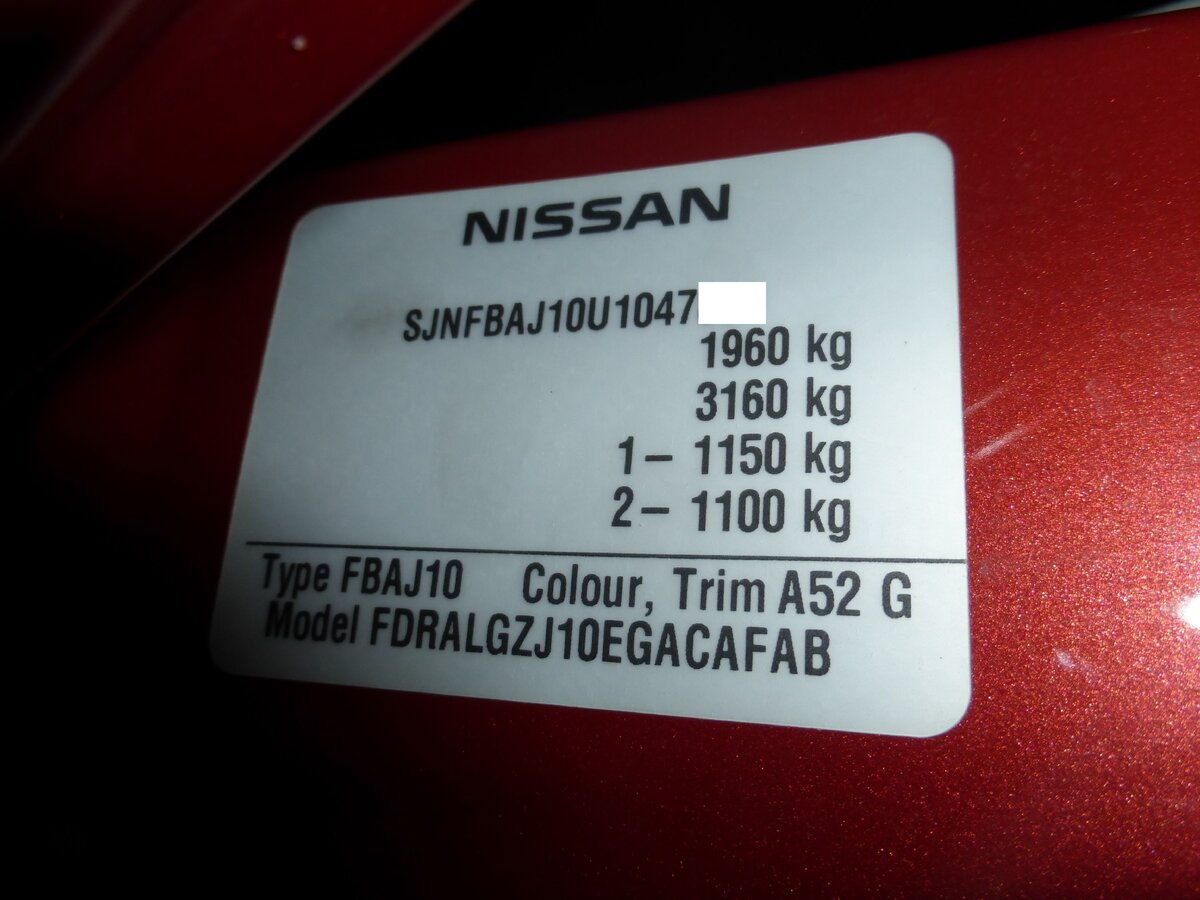 NISSAN
SJNFBAJ10U1047
1960 kg
3160 kg
1– 1150 kg
2– 1100 kg
Type FBAJ10 Colour, Trim A52 G
Model FDRALGZJ10EGACAFAB